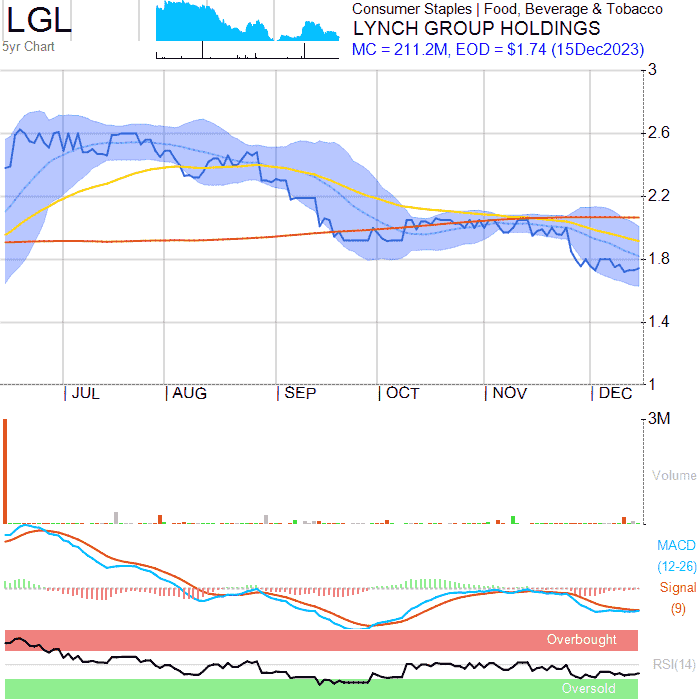 LGL
5yr Chart
Consumer Staples | Food, Beverage & Tobacco
LYNCH GROUP HOLDINGS
MC = 211.2M, EOD = $1.74 (15Dec2023)
3
2.6
2.2
1.8
1.4
1
JUL AUG SEP OCT NOV DEC
3M
Volume
MACD
(12-26)
Signal
(9)
Overbought
RSI(14)
Oversold